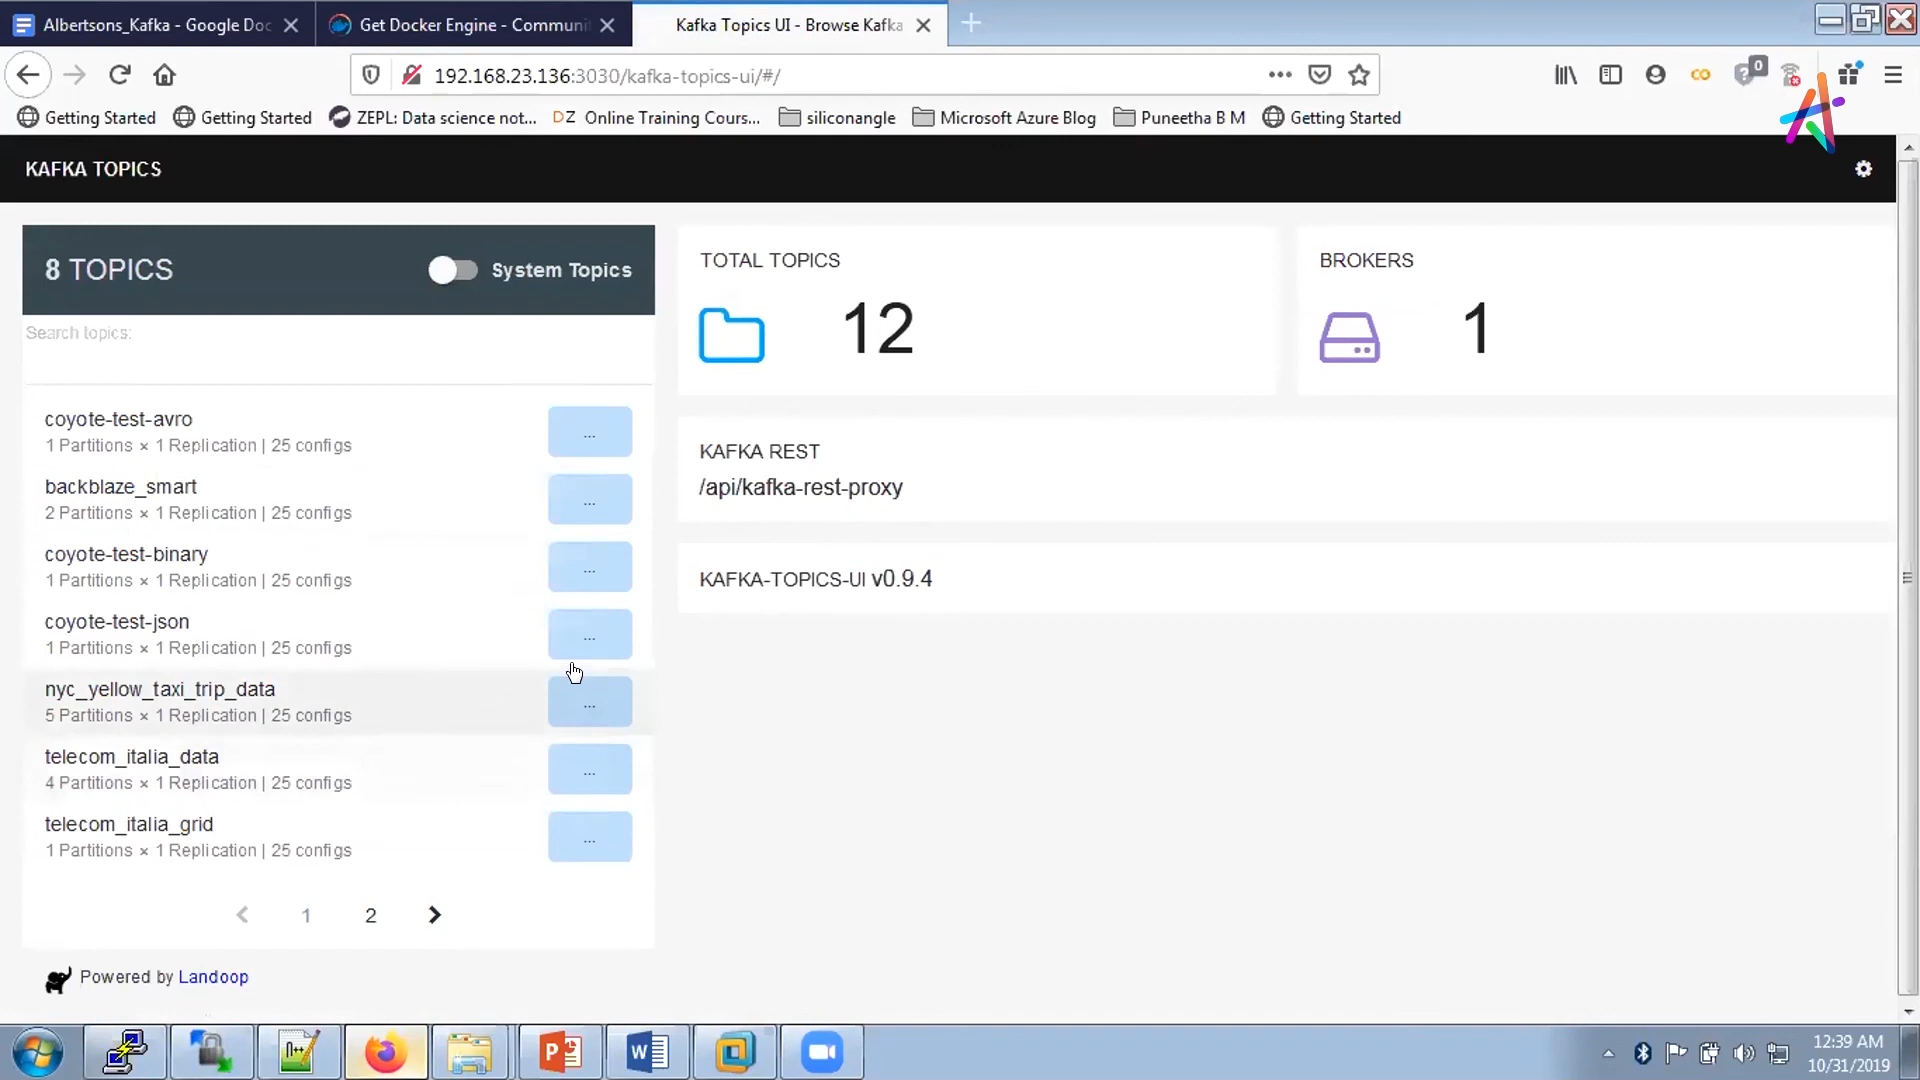 Albertsons_Kafka - Google Doc
Get Docker Engine - Communi
Kafka Topics UI - Browse Kafka
192.168.23.136:3030/kafka-topics-ui/#/
0
Getting Started
Getting Started
ZEPL: Data science not...
DZ Online Training Cours...
siliconangle
Microsoft Azure Blog
Puneetha B M
Getting Started
KAFKA TOPICS
8 TOPICS
System Topics
Search topics:
coyote-test-avro
1 Partitions × 1 Replication | 25 configs
...
backblaze_smart
2 Partitions × 1 Replication | 25 configs
...
coyote-test-binary
1 Partitions × 1 Replication | 25 configs
...
coyote-test-json
1 Partitions × 1 Replication | 25 configs
...
nyc_yellow_taxi_trip_data
5 Partitions × 1 Replication | 25 configs
...
telecom_italia_data
4 Partitions × 1 Replication | 25 configs
...
telecom_italia_grid
1 Partitions × 1 Replication | 25 configs
...
1 2
Powered by Landoop
TOTAL TOPICS
12
BROKERS
1
KAFKA REST
/api/kafka-rest-proxy
KAFKA-TOPICS-UI v0.9.4
12:39 AM
10/31/2019